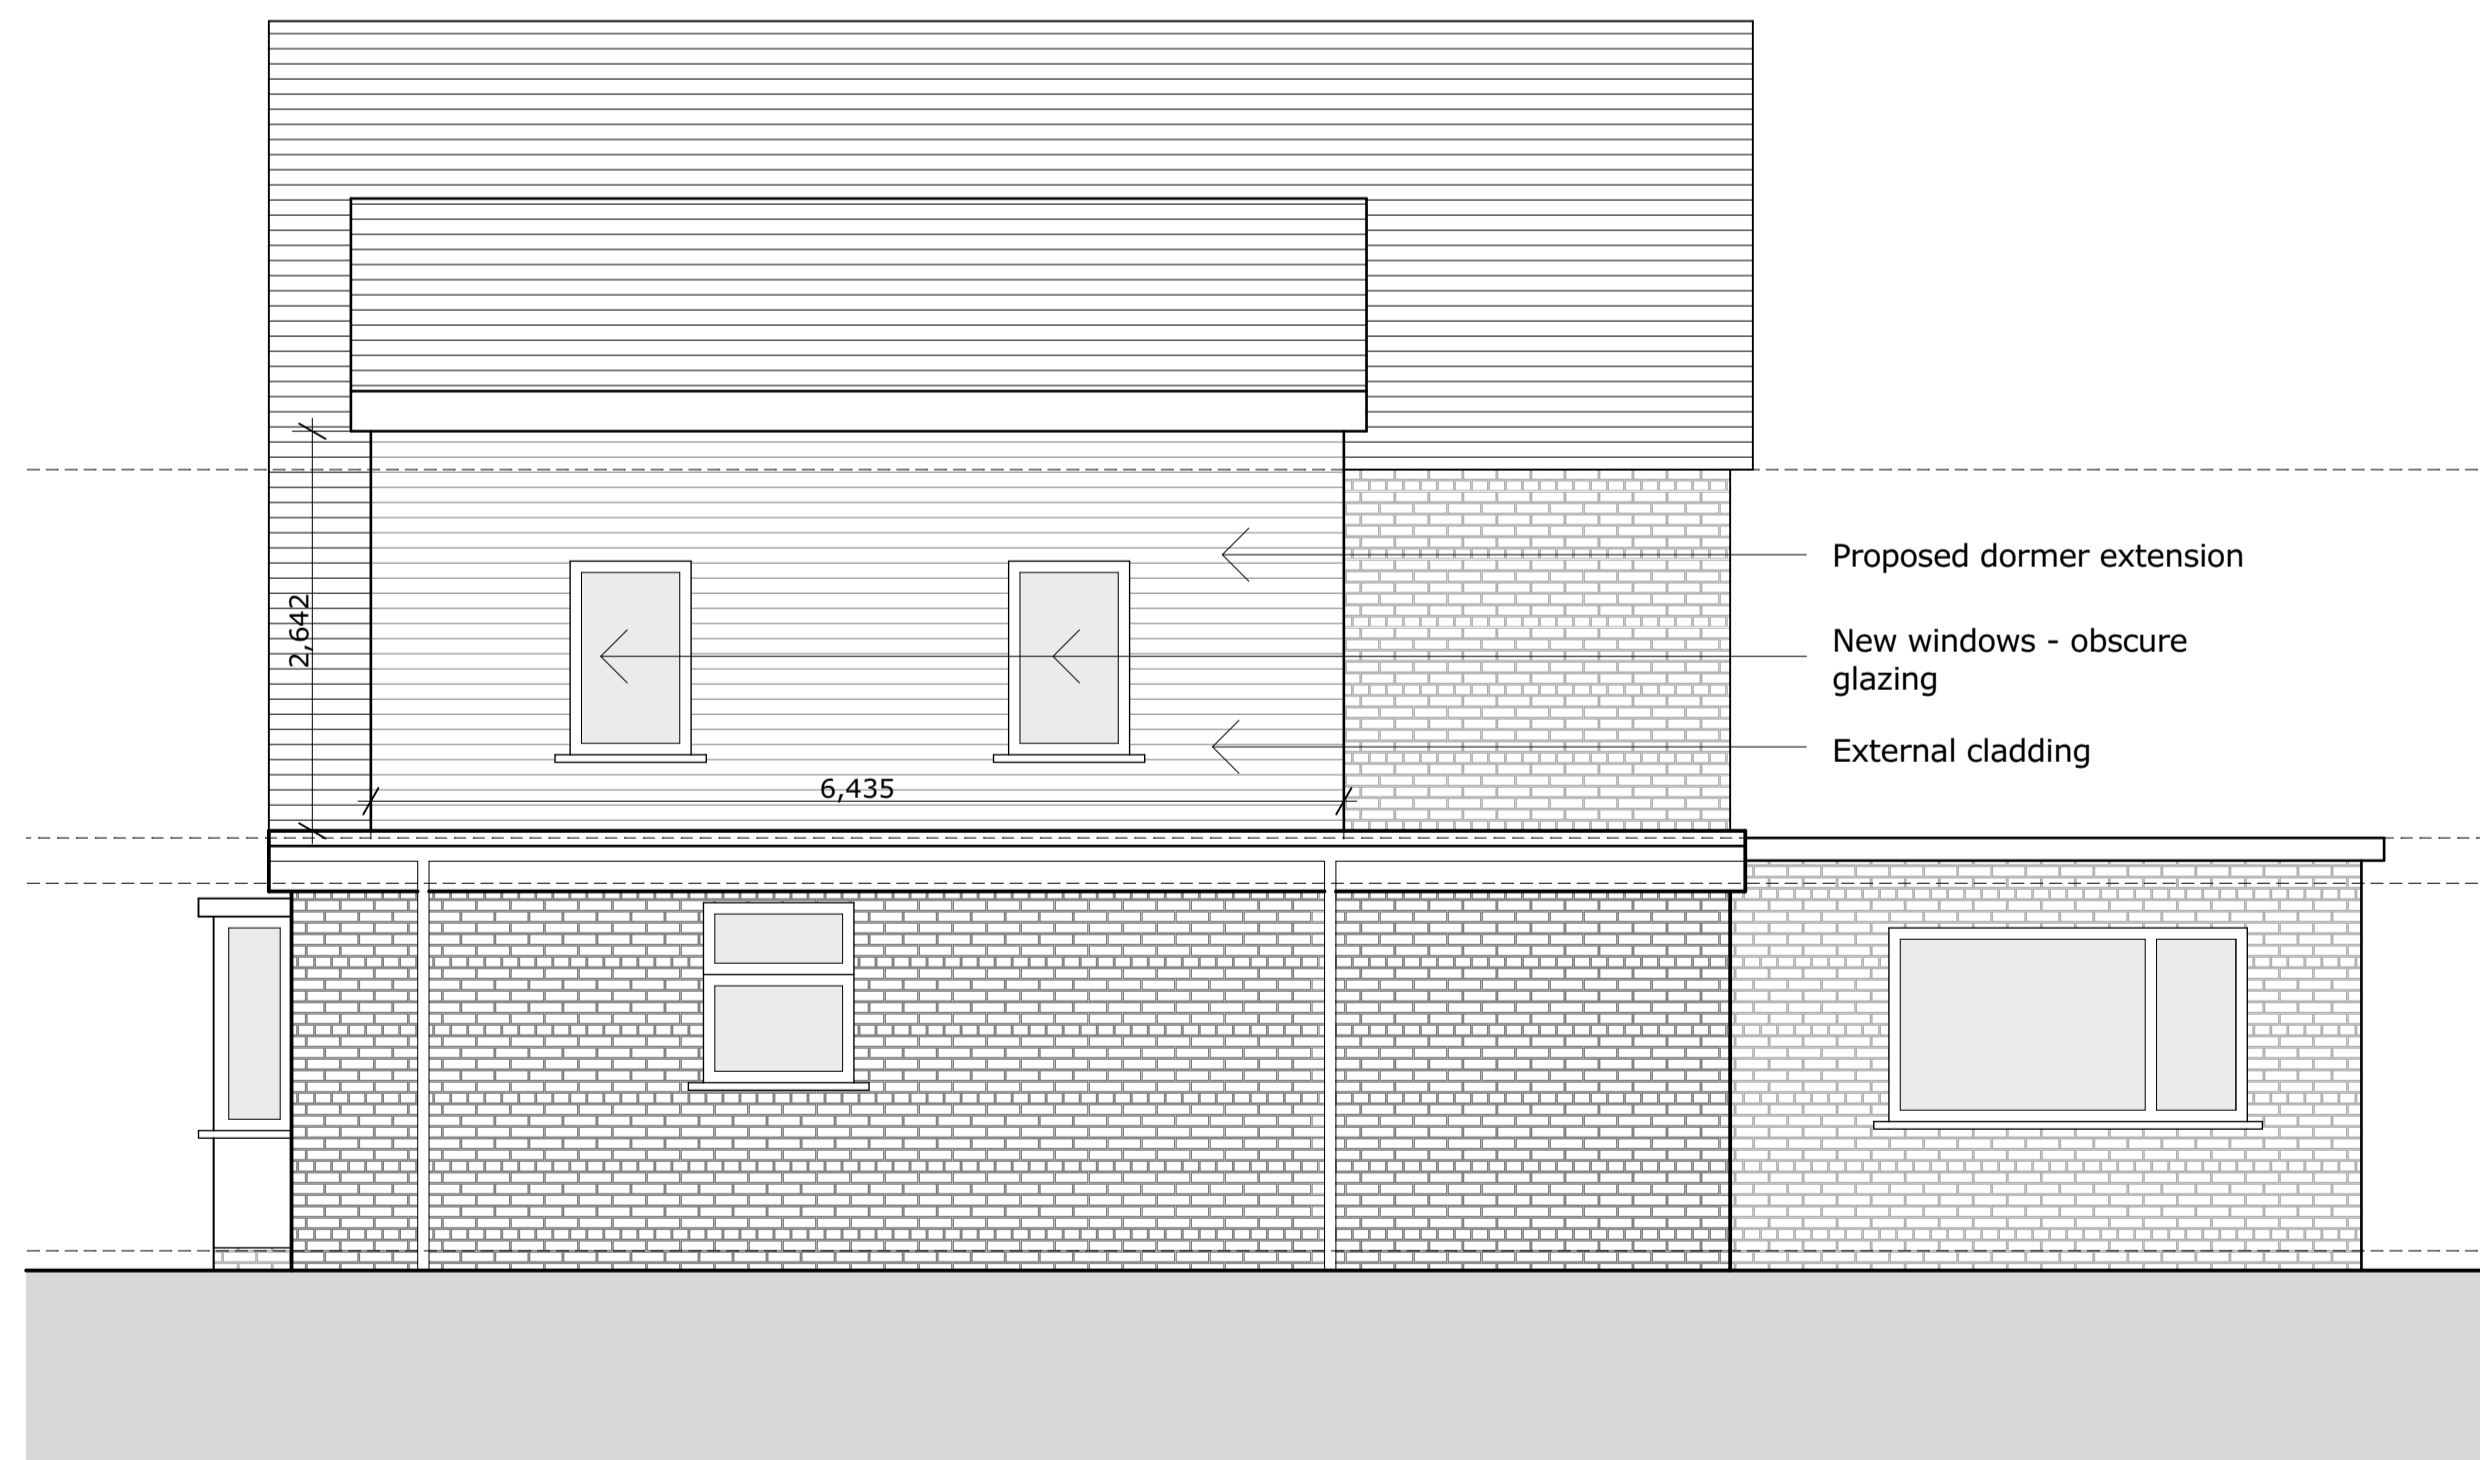 Proposed dormer extension
New windows - obscure
glazing
External cladding
2,642
6,435